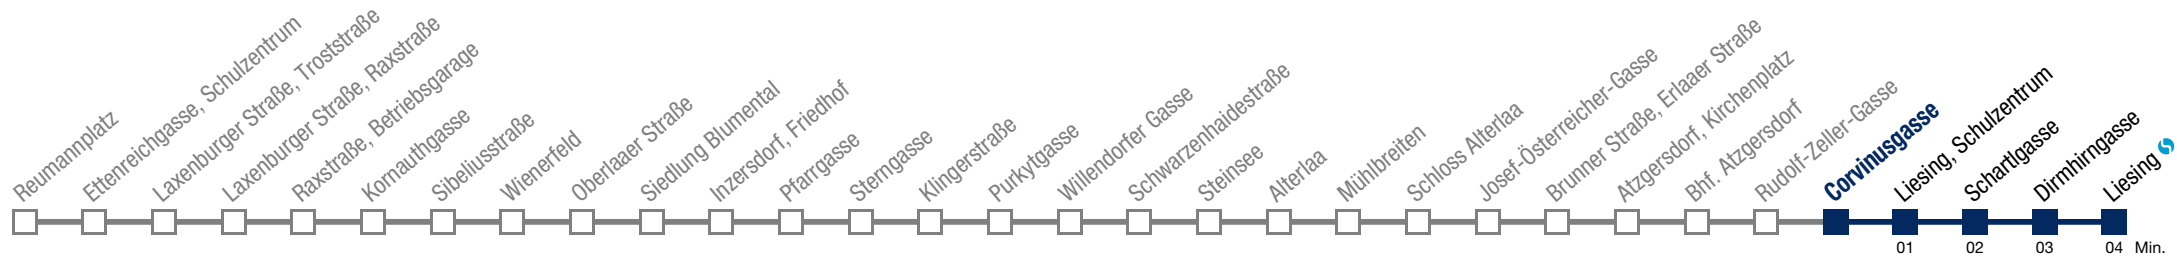 Reumannplatz
Ettenreichgasse, Schulzentrum
Laxenburger Straße, Troststraße
Laxenburger Straße, Raxstraße
Raxstraße, Betriebsgarage
Kornauthgasse
Sibeliusstraße
Wienerfeld
Oberlaaer Straße
Siedlung Blumental
Inzersdorf, Friedhof
Pfarrgasse
Sterngasse
Klingerstraße
Purkytgasse
Willendorfer Gasse
Schwarzenhaidestraße
Steinsee
Alterlaa
Mühlbreiten
Schloss Alterlaa
Josef-Österreicher-Gasse
Brunner Straße, Erlaaer Straße
Atzgersdorf, Kirchenplatz
Bhf. Atzgersdorf
Rudolf-Zeller-Gasse
Corvinusgasse
Liesing, Schulzentrum
Schartlgasse
Dirmhirngasse
Liesing
01 02 03 04 Min.